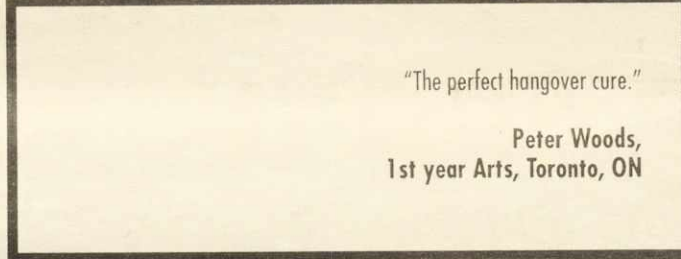 "The perfect hangover cure."
Peter Woods,
1st year Arts, Toronto, ON